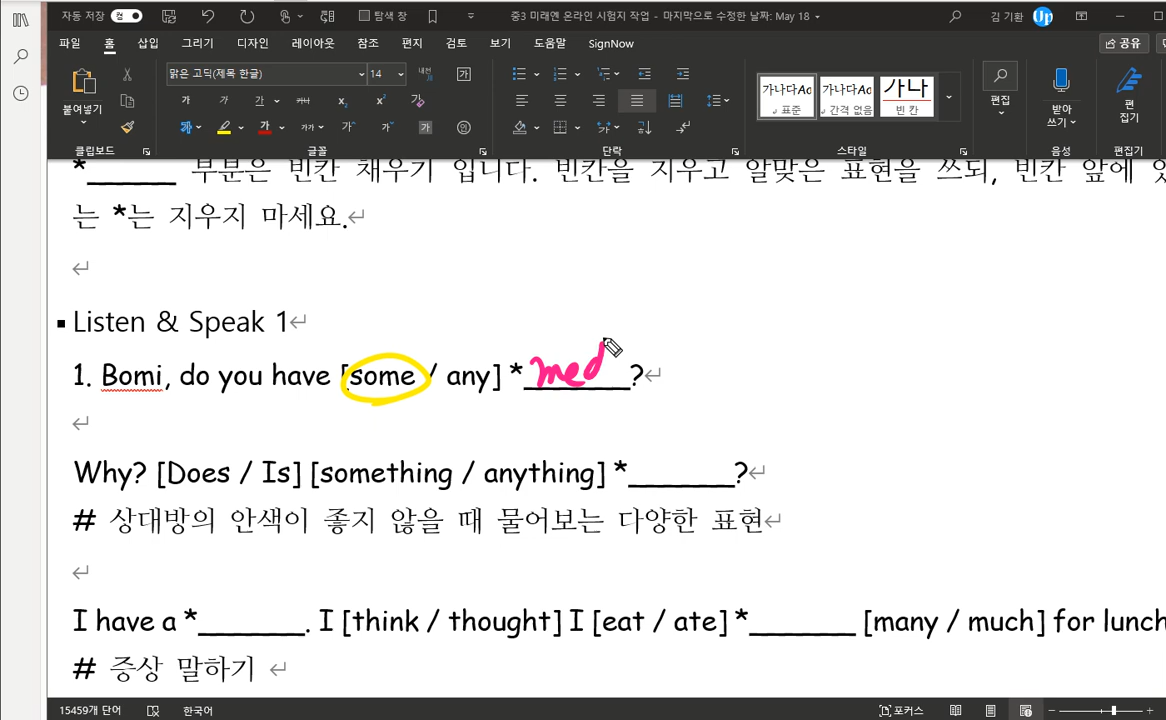 자동 저장 컴 탐색 창 중3 미래엔 온라인 시험지 작업 - 마지막으로 수정한 날짜: May 18 김 기환 Up
파일 홈 삽입 그리기 디자인 레이아웃 참조 편지 검토 보기 도움말 SignNow 공유
붙여넣기 맑은 고딕(제목 한글) 14 가나다Aa 가나다Aa 가나 편집 받아쓰기 편집기
표준 간격 없음 빈 칸
클립보드 글꼴 단락 스타일 음성 편집기
*______ 부분은 빈칸 채우기 입니다. 빈칸을 지우고 알맞은 표현을 쓰되, 빈칸 앞에 있
는 *는 지우지 마세요.
Listen & Speak 1
1. Bomi, do you have [some / any] *med?
Why? [Does / Is] [something / anything] *_______?
# 상대방의 안색이 좋지 않을 때 물어보는 다양한 표현
I have a *_______. I [think / thought] I [eat / ate] *_______ [many / much] for lunch
# 증상 말하기
15459개 단어 한국어 포커스